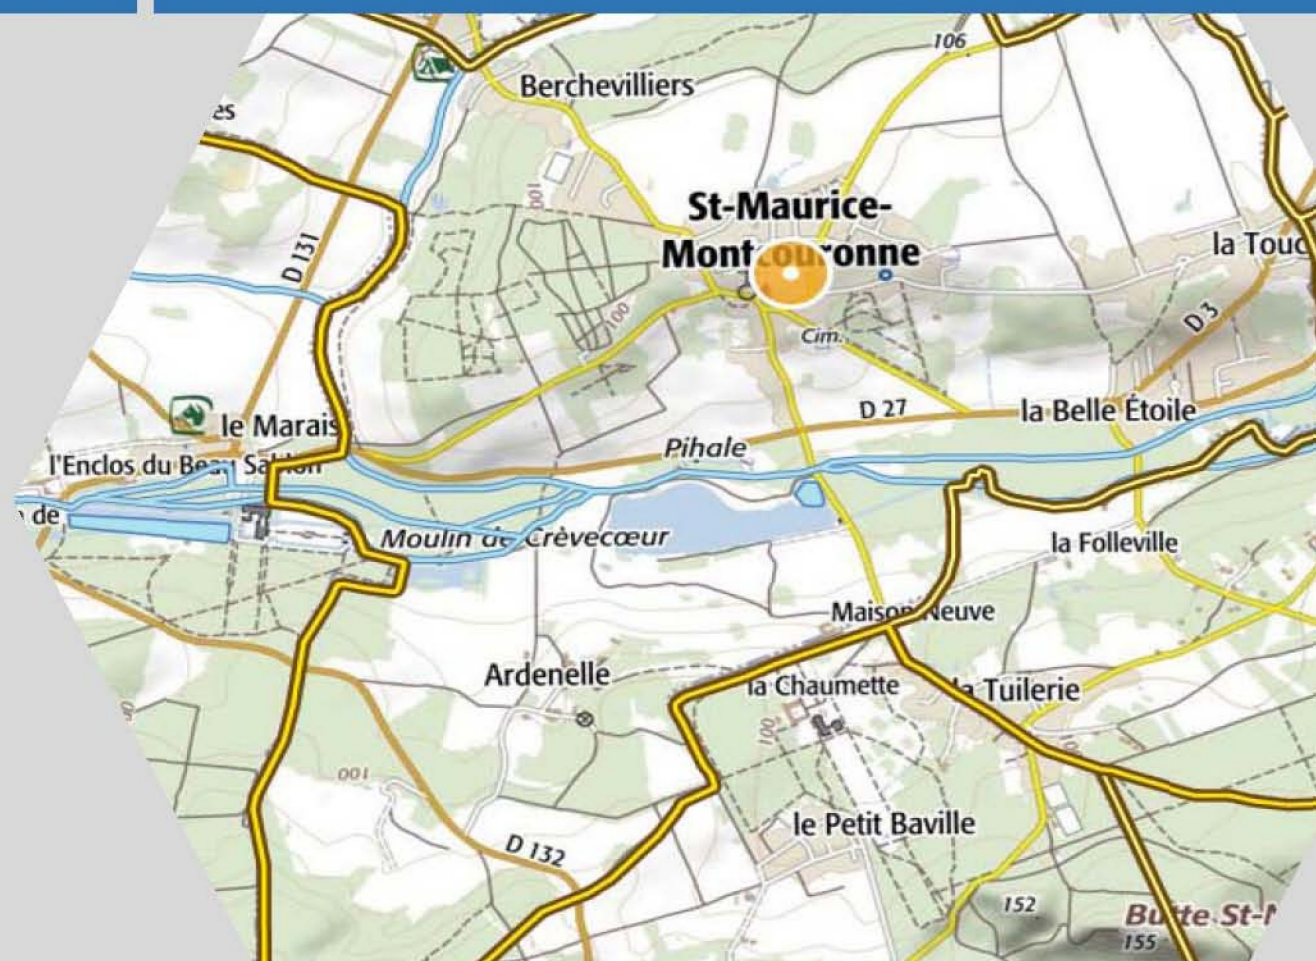 106
Berchevilliers
es
100
St-Maurice-
Montcouronne
la Touc
D 131
D 3
100
Cim.
D 27
la Belle Étoile
le Marais
Pihale
l'Enclos du Beau Sablon
de
Moulin de Crèvecœur
la Folleville
Maison Neuve
Ardenelle
la Chaumette
la Tuilerie
100
100
le Petit Baville
D 132
152
Butte St-M
155